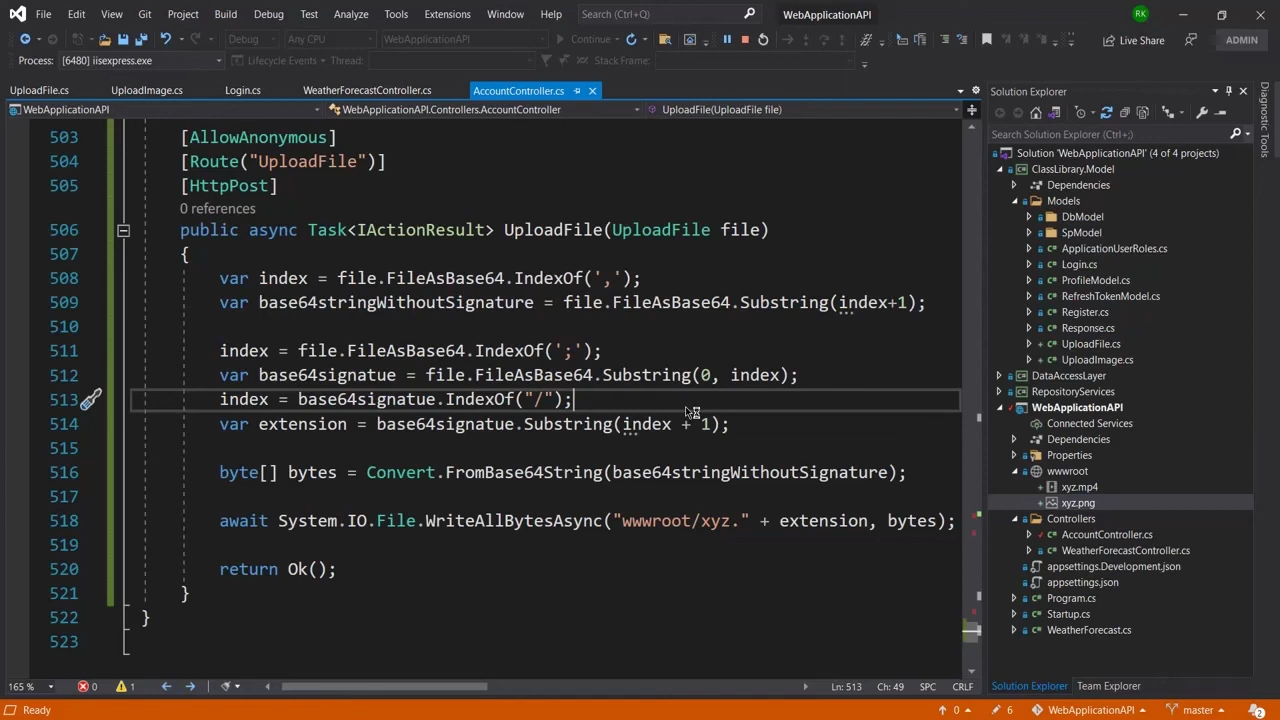 File Edit View Git Project Build Debug Test Analyze Tools Extensions Window Help Search (Ctrl+;) WebApplicationAPI RK
Debug Any CPU WebApplicationAPI Continue Live Share ADMIN
Process: [6480] iisexpress.exe Lifecycle Events Thread: Stack Frame:
UploadFile.cs UploadImage.cs Login.cs WeatherForecastController.cs AccountController.cs
WebApplicationAPI WebApplicationAPI.Controllers.AccountController UploadFile(UploadFile file)
503 [AllowAnonymous]
504 [Route("UploadFile")]
505 [HttpPost]
0 references
506 public async Task<IActionResult> UploadFile(UploadFile file)
507 {
508 var index = file.FileAsBase64.IndexOf(',');
509 var base64stringWithoutSignature = file.FileAsBase64.Substring(index+1);
510
511 index = file.FileAsBase64.IndexOf(';');
512 var base64signatue = file.FileAsBase64.Substring(0, index);
513 index = base64signatue.IndexOf("/");
514 var extension = base64signatue.Substring(index + 1);
515
516 byte[] bytes = Convert.FromBase64String(base64stringWithoutSignature);
517
518 await System.IO.File.WriteAllBytesAsync("wwwroot/xyz." + extension, bytes);
519
520 return Ok();
521 }
522 }
523
165 % 0 1 Ln: 513 Ch: 49 SPC CRLF
Solution Explorer
Search Solution Explorer (Ctrl+;)
Solution 'WebApplicationAPI' (4 of 4 projects)
ClassLibrary.Model
Dependencies
Models
DbModel
SpModel
ApplicationUserRoles.cs
Login.cs
ProfileModel.cs
RefreshTokenModel.cs
Register.cs
Response.cs
UploadFile.cs
UploadImage.cs
DataAccessLayer
RepositoryServices
WebApplicationAPI
Connected Services
Dependencies
Properties
wwwroot
xyz.mp4
xyz.png
Controllers
AccountController.cs
WeatherForecastController.cs
appsettings.Development.json
appsettings.json
Program.cs
Startup.cs
WeatherForecast.cs
Solution Explorer Team Explorer
Diagnostic Tools
Ready 0 6 WebApplicationAPI master 2